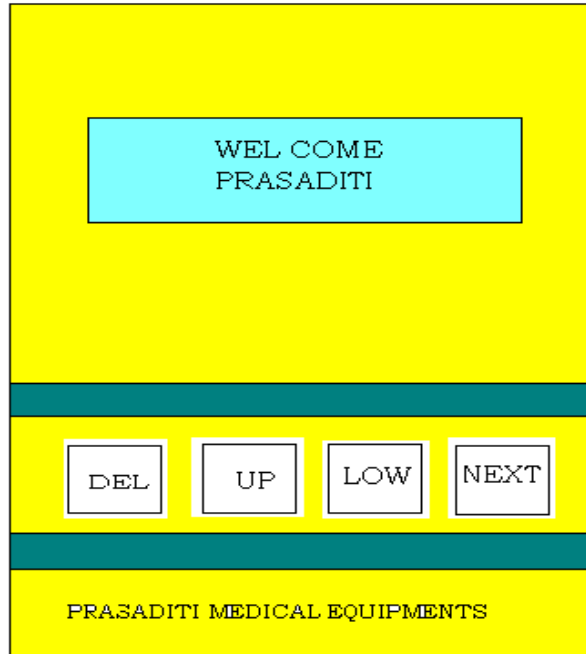 WEL COME
PRASADITI
DEL UP LOW NEXT
PRASADITI MEDICAL EQUIPMENTS